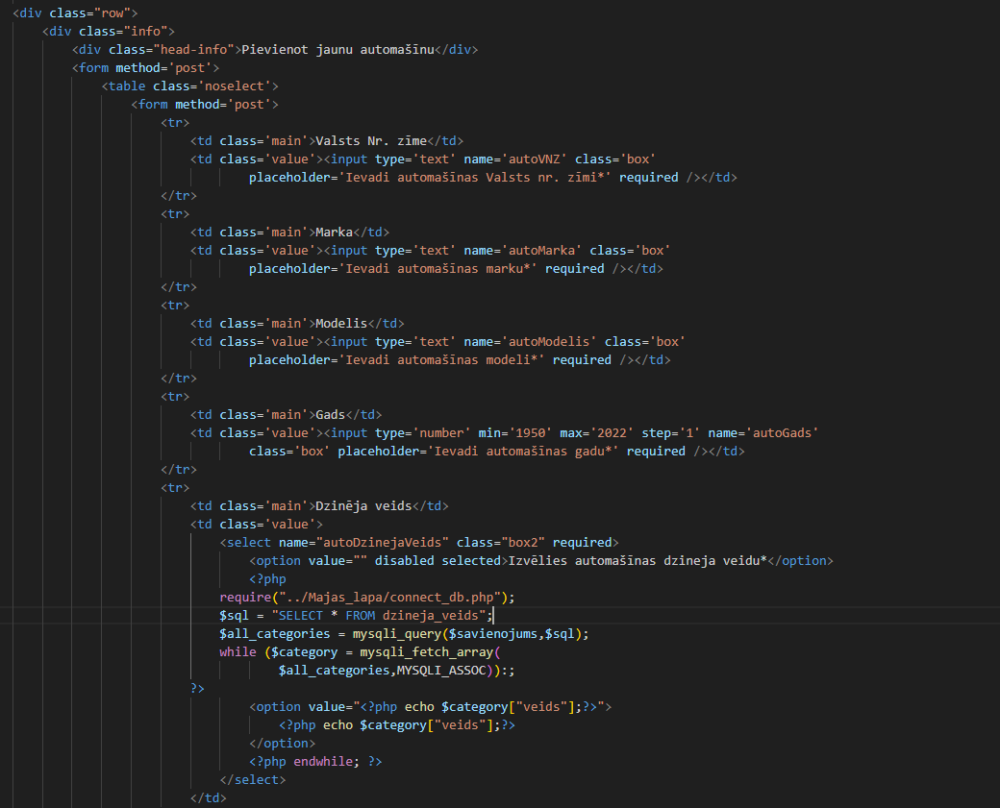 <div class="row">
<div class="info">
<div class="head-info">Pievienot jaunu automašīnu</div>
<form method='post'>
<table class='noselect'>
<form method='post'>
<tr>
<td class='main'>Valsts Nr. zīme</td>
<td class='value'><input type='text' name='autoVNZ' class='box'
placeholder='Ievadi automašīnas Valsts nr. zīmi*' required /></td>
</tr>
<tr>
<td class='main'>Marka</td>
<td class='value'><input type='text' name='autoMarka' class='box'
placeholder='Ievadi automašīnas marku*' required /></td>
</tr>
<tr>
<td class='main'>Modelis</td>
<td class='value'><input type='text' name='autoModelis' class='box'
placeholder='Ievadi automašīnas modeli*' required /></td>
</tr>
<tr>
<td class='main'>Gads</td>
<td class='value'><input type='number' min='1950' max='2022' step='1' name='autoGads'
class='box' placeholder='Ievadi automašīnas gadu*' required /></td>
</tr>
<tr>
<td class='main'>Dzinēja veids</td>
<td class='value'>
<select name="autoDzinejaVeids" class="box2" required>
<option value="" disabled selected>Izvēlies automašīnas dzineja veidu*</option>
<?php
require("../Majas_lapa/connect_db.php");
$sql = "SELECT * FROM dzineja_veids";
$all_categories = mysqli_query($savienojums,$sql);
while ($category = mysqli_fetch_array(
$all_categories,MYSQLI_ASSOC)):;
?>
<option value="<?php echo $category["veids"];?>">
<?php echo $category["veids"];?>
</option>
<?php endwhile; ?>
</select>
</td>